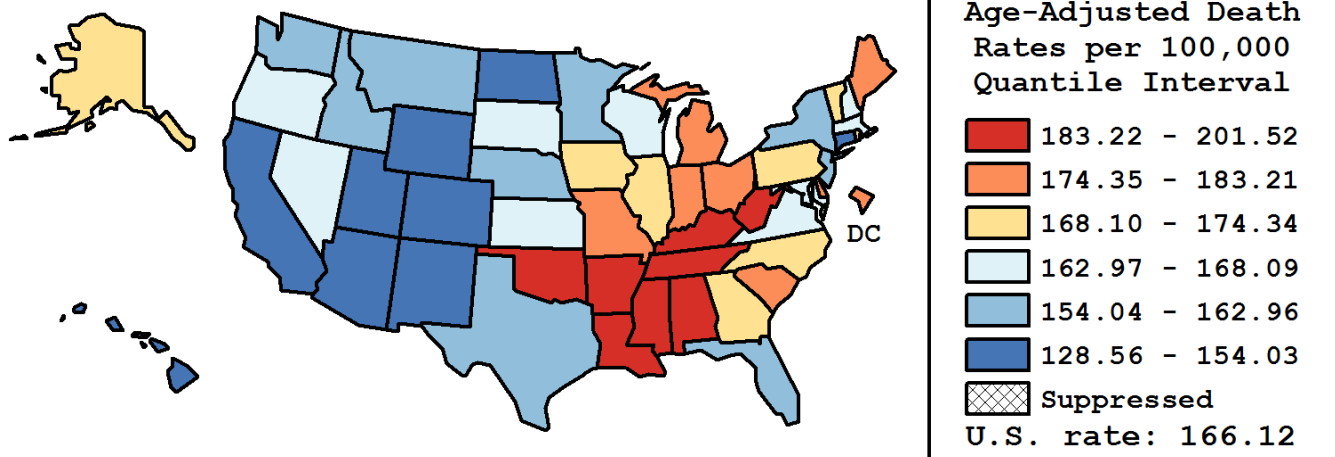 Age-Adjusted Death
Rates per 100,000
Quantile Interval
183.22 - 201.52
174.35 - 183.21
168.10 - 174.34
162.97 - 168.09
154.04 - 162.96
128.56 - 154.03
Suppressed
U.S. rate: 166.12
DC